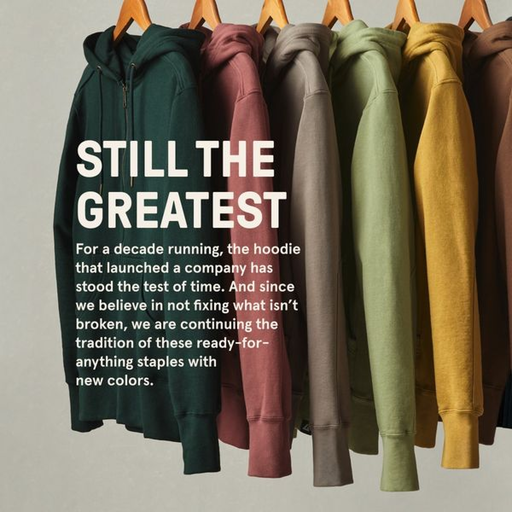 STILL THE
GREATEST
For a decade running, the hoodie
that launched a company has
stood the test of time. And since
we believe in not fixing what isn’t
broken, we are continuing the
tradition of these ready-for-
anything staples with
new colors.